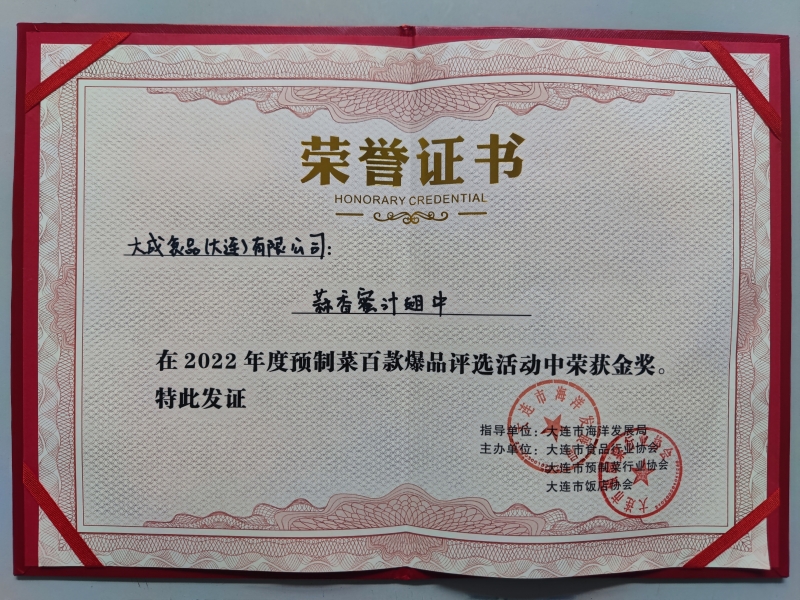 荣誉证书
HONORARY CREDENTIAL
大成食品(大连)有限公司:
蒜香蜜汁翅中
在2022年度预制菜百款爆品评选活动中荣获金奖。
特此发证
指导单位:大连市海洋发展局
主办单位:大连市食品行业协会
大连市预制菜行业协会
大连市饭店协会